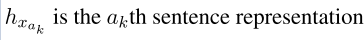 $h_{x_{a_k}}$ is the $a_k$th sentence representation